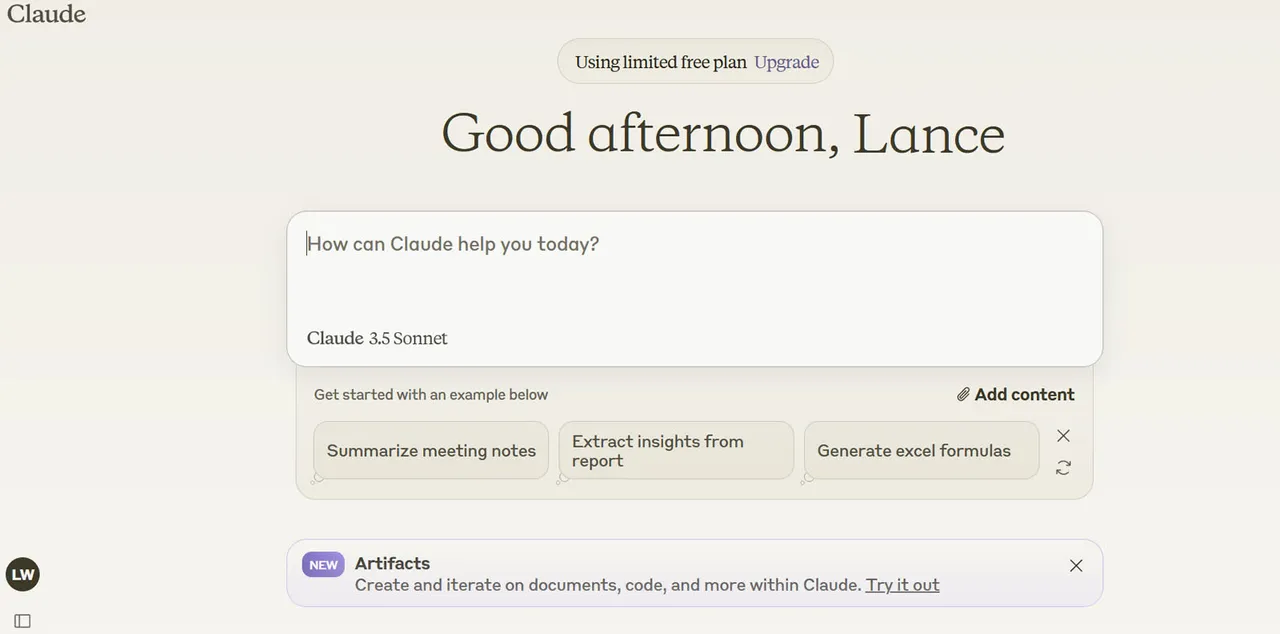 Claude
Using limited free plan Upgrade
Good afternoon, Lance
How can Claude help you today?
Claude 3.5 Sonnet
Get started with an example below
Add content
Summarize meeting notes
Extract insights from
report
Generate excel formulas
NEW
Artifacts
Create and iterate on documents, code, and more within Claude. Try it out
LW